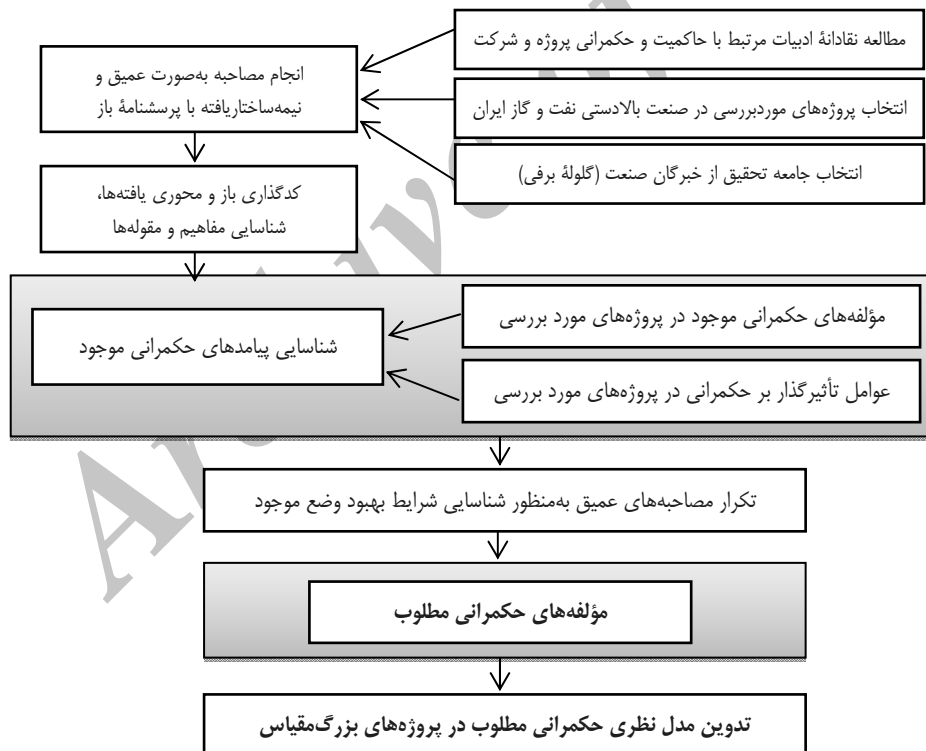 مطالعه نقادانهٔ ادبیات مرتبط با حاکمیت و حکمرانی پروژه و شرکت
انتخاب پروژه‌های موردبررسی در صنعت بالادستی نفت و گاز ایران
انتخاب جامعه تحقیق از خبرگان صنعت (گلولهٔ برفی)
انجام مصاحبه به‌صورت عمیق و
نیمه‌ساختاریافته با پرسشنامهٔ باز
کدگذاری باز و محوری یافته‌ها،
شناسایی مفاهیم و مقوله‌ها
مؤلفه‌های حکمرانی موجود در پروژه‌های مورد بررسی
عوامل تأثیرگذار بر حکمرانی در پروژه‌های مورد بررسی
شناسایی پیامدهای حکمرانی موجود
تکرار مصاحبه‌های عمیق به‌منظور شناسایی شرایط بهبود وضع موجود
مؤلفه‌های حکمرانی مطلوب
تدوین مدل نظری حکمرانی مطلوب در پروژه‌های بزرگ‌مقیاس